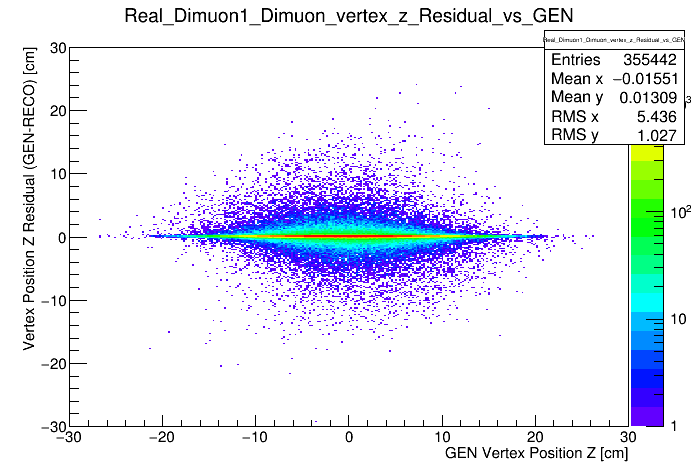 Real_Dimuon1_Dimuon_vertex_z_Residual_vs_GEN
Real_Dimuon1_Dimuon_vertex_z_Residual_vs_GEN
Entries 355442
Mean x −0.01551
Mean y 0.01309
RMS x 5.436
RMS y 1.027
Vertex Position Z Residual (GEN-RECO) [cm]
30
20
10
0
−10
−20
−30
−30 −20 −10 0 10 20 30
GEN Vertex Position Z [cm]
3
10²
10
1